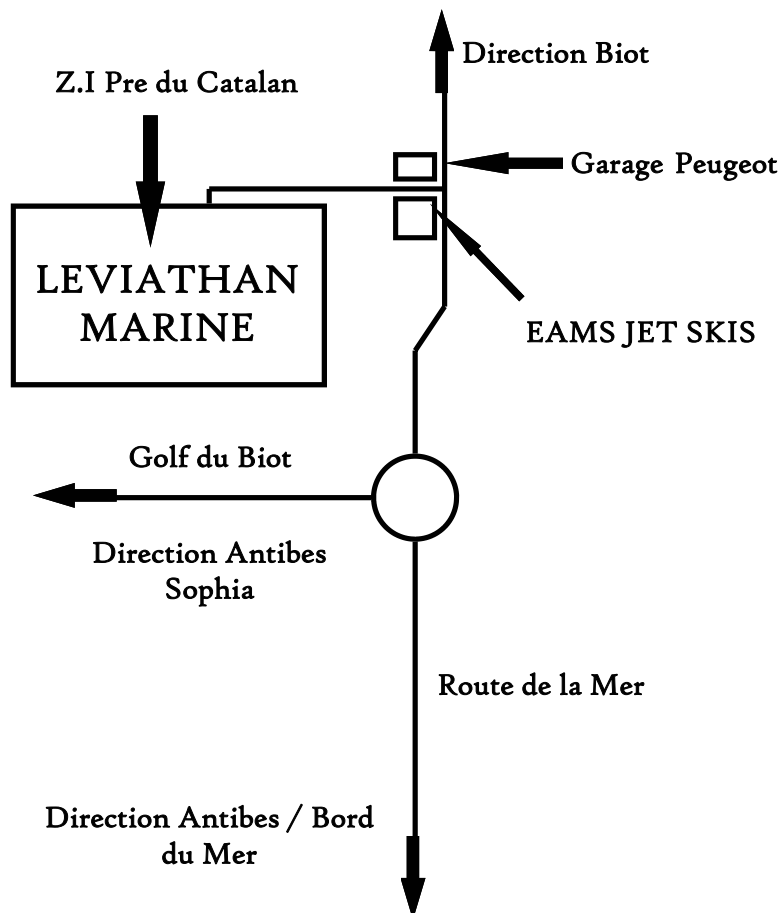 Direction Biot
Z.I Pre du Catalan
Garage Peugeot
LEVIATHAN
MARINE
EAMS JET SKIS
Golf du Biot
Direction Antibes
Sophia
Route de la Mer
Direction Antibes / Bord
du Mer